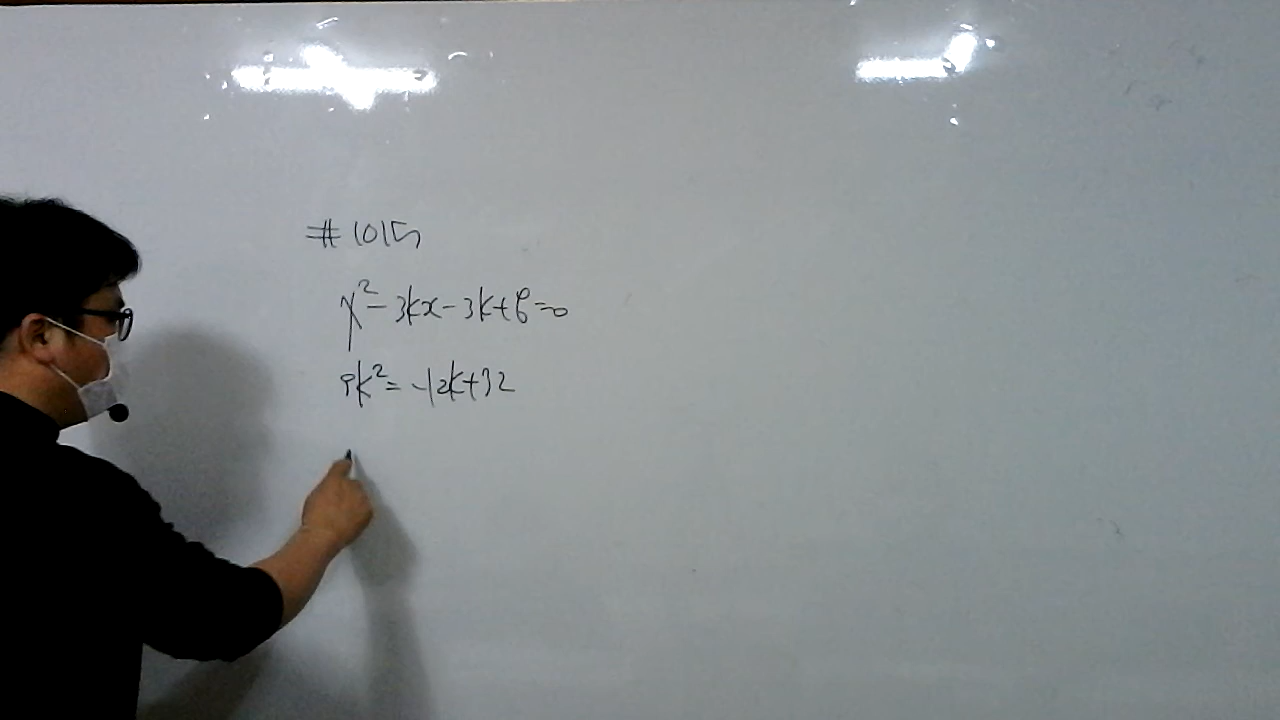 # 1015
x² - 3kx - 3k + 8 = 0
9k² = -12k + 32